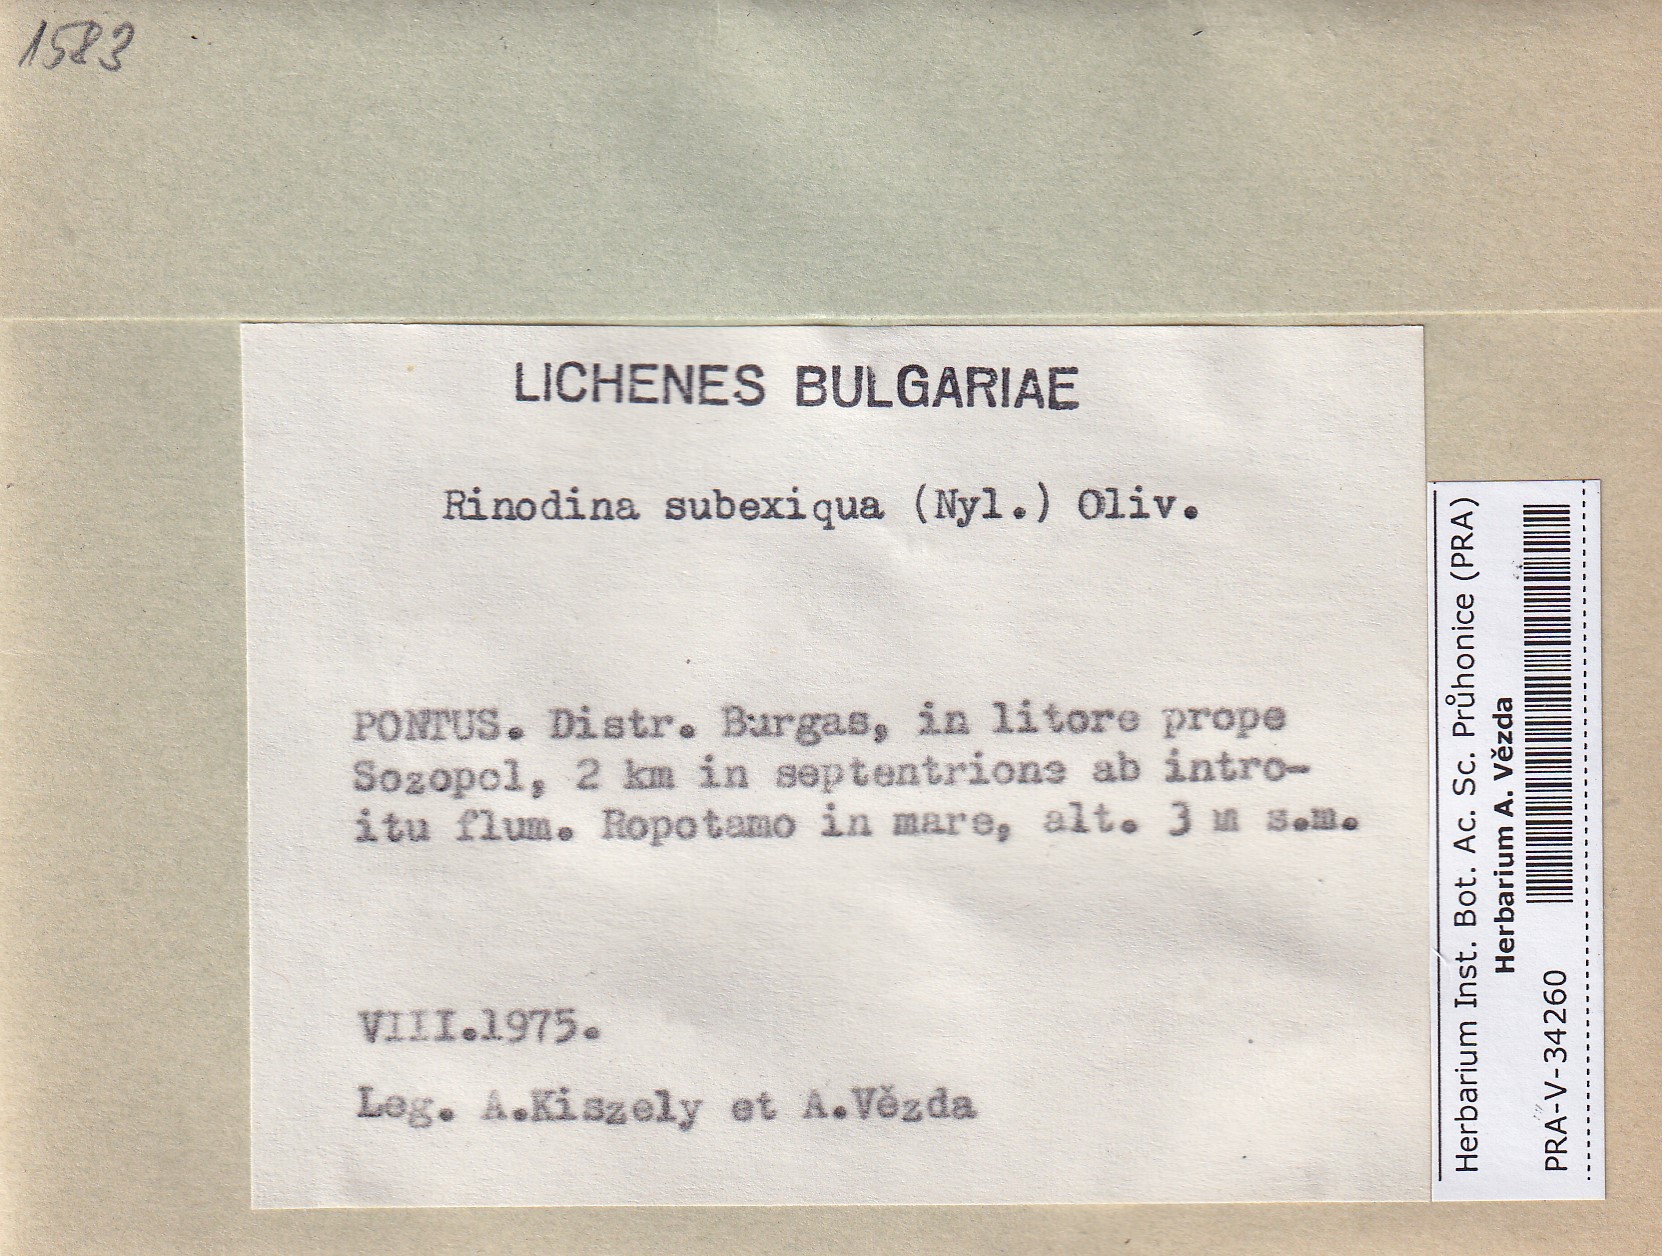 1583
LICHENES BULGARIAE
Rinodina subexiqua (Nyl.) Oliv.
PONTUS. Distr. Burgas, in litore prope
Sozopol, 2 km in septentrione ab intro-
itu flum. Ropotamo in mare, alt. 3 m s.m.
VIII.1975.
Leg. A.Kiszely et A.Vězda
Herbarium Inst. Bot. Ac. Sc. Průhonice (PRA)
Herbarium A. Vězda
PRA-V-34260